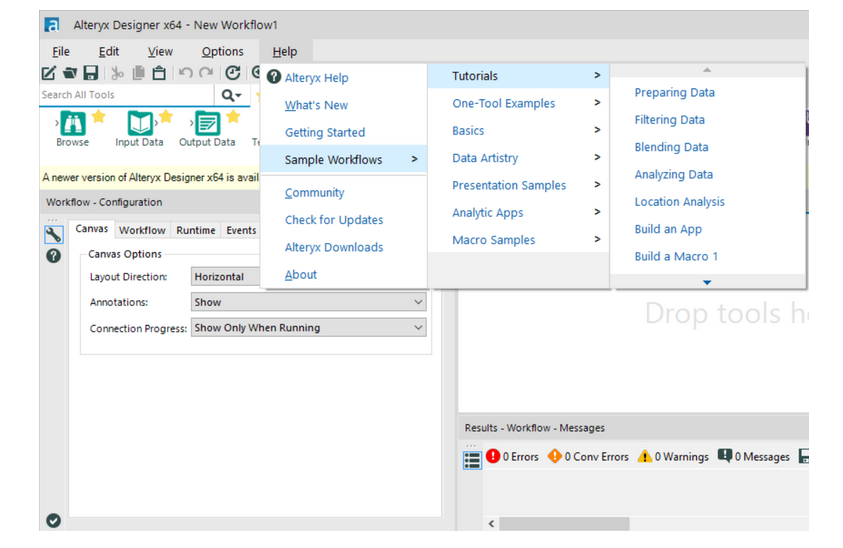 Alteryx Designer x64 - New Workflow1
File Edit View Options Help
Search All Tools
Browse Input Data Output Data
A newer version of Alteryx Designer x64 is avail
Workflow - Configuration
Canvas Workflow Runtime Events
Canvas Options
Layout Direction: Horizontal
Annotations: Show
Connection Progress: Show Only When Running
Alteryx Help
What's New
Getting Started
Sample Workflows >
Community
Check for Updates
Alteryx Downloads
About
Tutorials >
One-Tool Examples >
Basics >
Data Artistry >
Presentation Samples >
Analytic Apps >
Macro Samples >
Preparing Data
Filtering Data
Blending Data
Analyzing Data
Location Analysis
Build an App
Build a Macro 1
Drop tools h
Results - Workflow - Messages
0 Errors 0 Conv Errors 0 Warnings 0 Messages